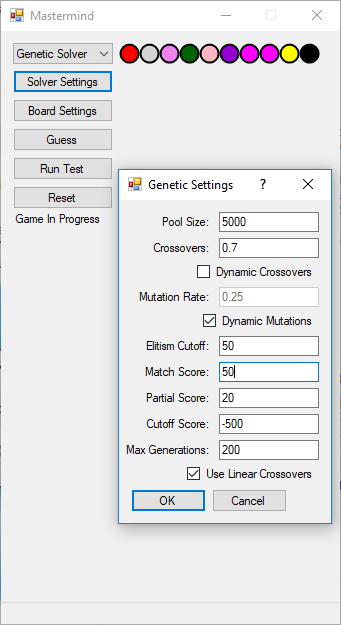 Mastermind
Genetic Solver
Solver Settings
Board Settings
Guess
Run Test
Reset
Game In Progress
Genetic Settings ?
Pool Size: 5000
Crossovers: 0.7
Dynamic Crossovers
Mutation Rate: 0.25
Dynamic Mutations
Elitism Cutoff: 50
Match Score: 50
Partial Score: 20
Cutoff Score: -500
Max Generations: 200
Use Linear Crossovers
OK Cancel